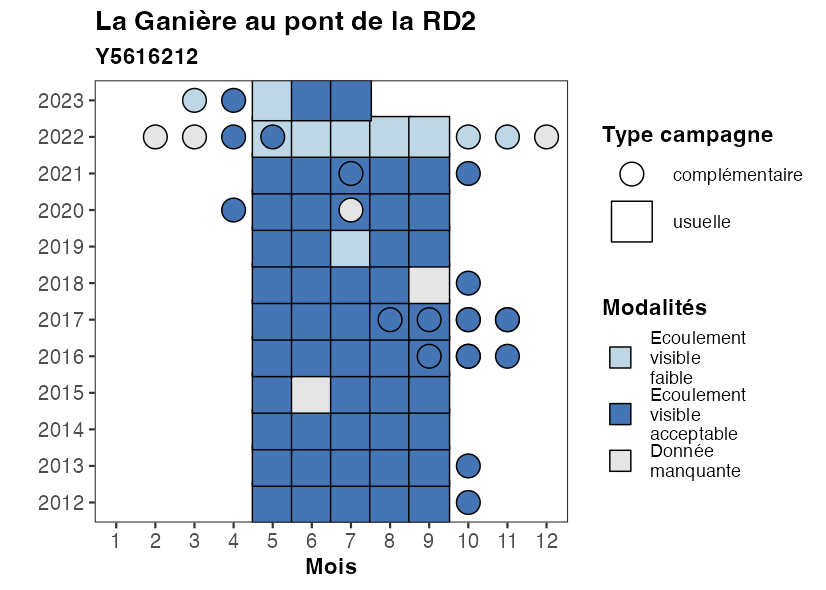 La Ganière au pont de la RD2
Y5616212
2023
2022
2021
2020
2019
2018
2017
2016
2015
2014
2013
2012
1 2 3 4 5 6 7 8 9 10 11 12
Mois
Type campagne
complémentaire
usuelle
Modalités
Ecoulement
visible
faible
Ecoulement
visible
acceptable
Donnée
manquante